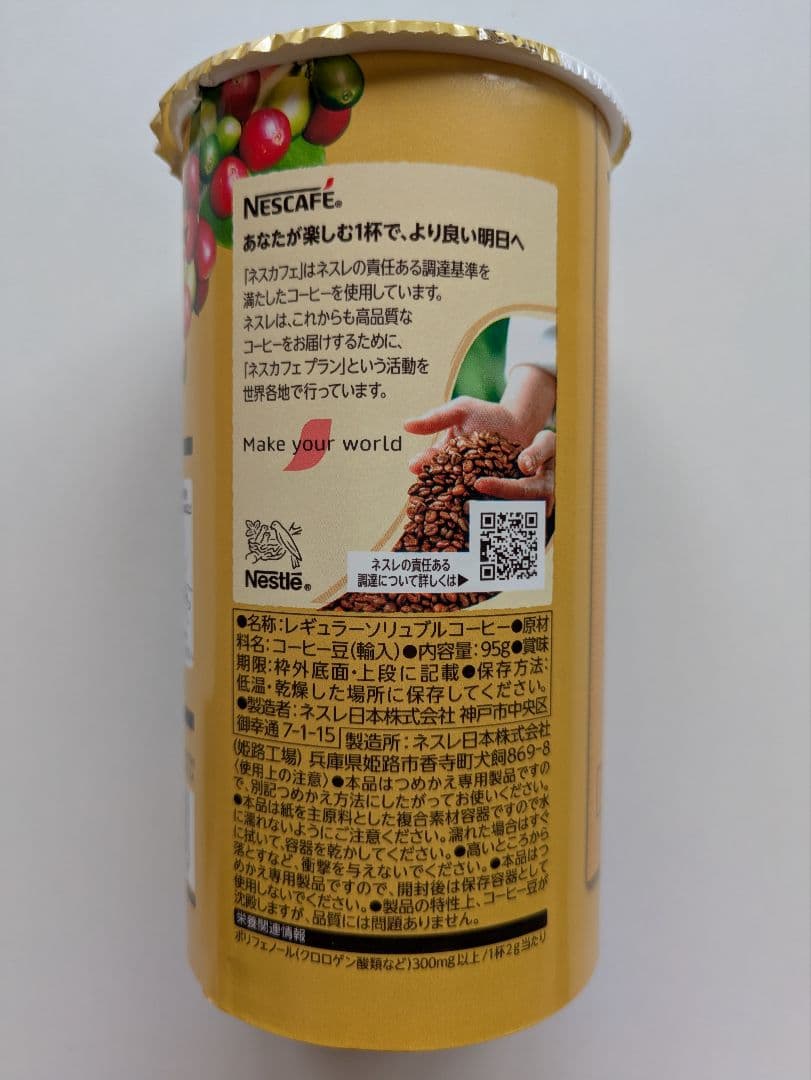 NESCAFÉ®
あなたが楽しむ1杯で、より良い明日へ
「ネスカフェ」はネスレの責任ある調達基準を
満たしたコーヒーを使用しています。
ネスレは、これからも高品質な
コーヒーをお届けするために、
「ネスカフェ プラン」という活動を
世界各地で行っています。
Make your world
Nestlé®
ネスレの責任ある
調達について詳しくは▶
●名称:レギュラーソリュブルコーヒー●原材
料名:コーヒー豆(輸入)●内容量:95g●賞味
期限:枠外底面・上段に記載●保存方法:
低温・乾燥した場所に保存してください。
●製造者:ネスレ日本株式会社 神戸市中央区
御幸通7-1-15 製造所:ネスレ日本株式会社
(姫路工場) 兵庫県姫路市香寺町犬飼869-8
〈使用上の注意〉●本品はつめかえ専用製品ですの
で、別記つめかえ方法にしたがってお使いください。
●本品は紙を主原料とした複合素材容器ですので水
に濡れないようにご注意ください。濡れた場合はすぐ
に拭いて、容器を乾かしてください。●高いところから
落とすなど、衝撃を与えないでください。●本品はつ
めかえ専用製品ですので、開封後は保存容器として
使用しないでください。●製品の特性上、コーヒー豆が
沈殿しますが、品質には問題ありません。
栄養関連情報
ポリフェノール(クロロゲン酸類など)300mg以上/1杯2g当たり